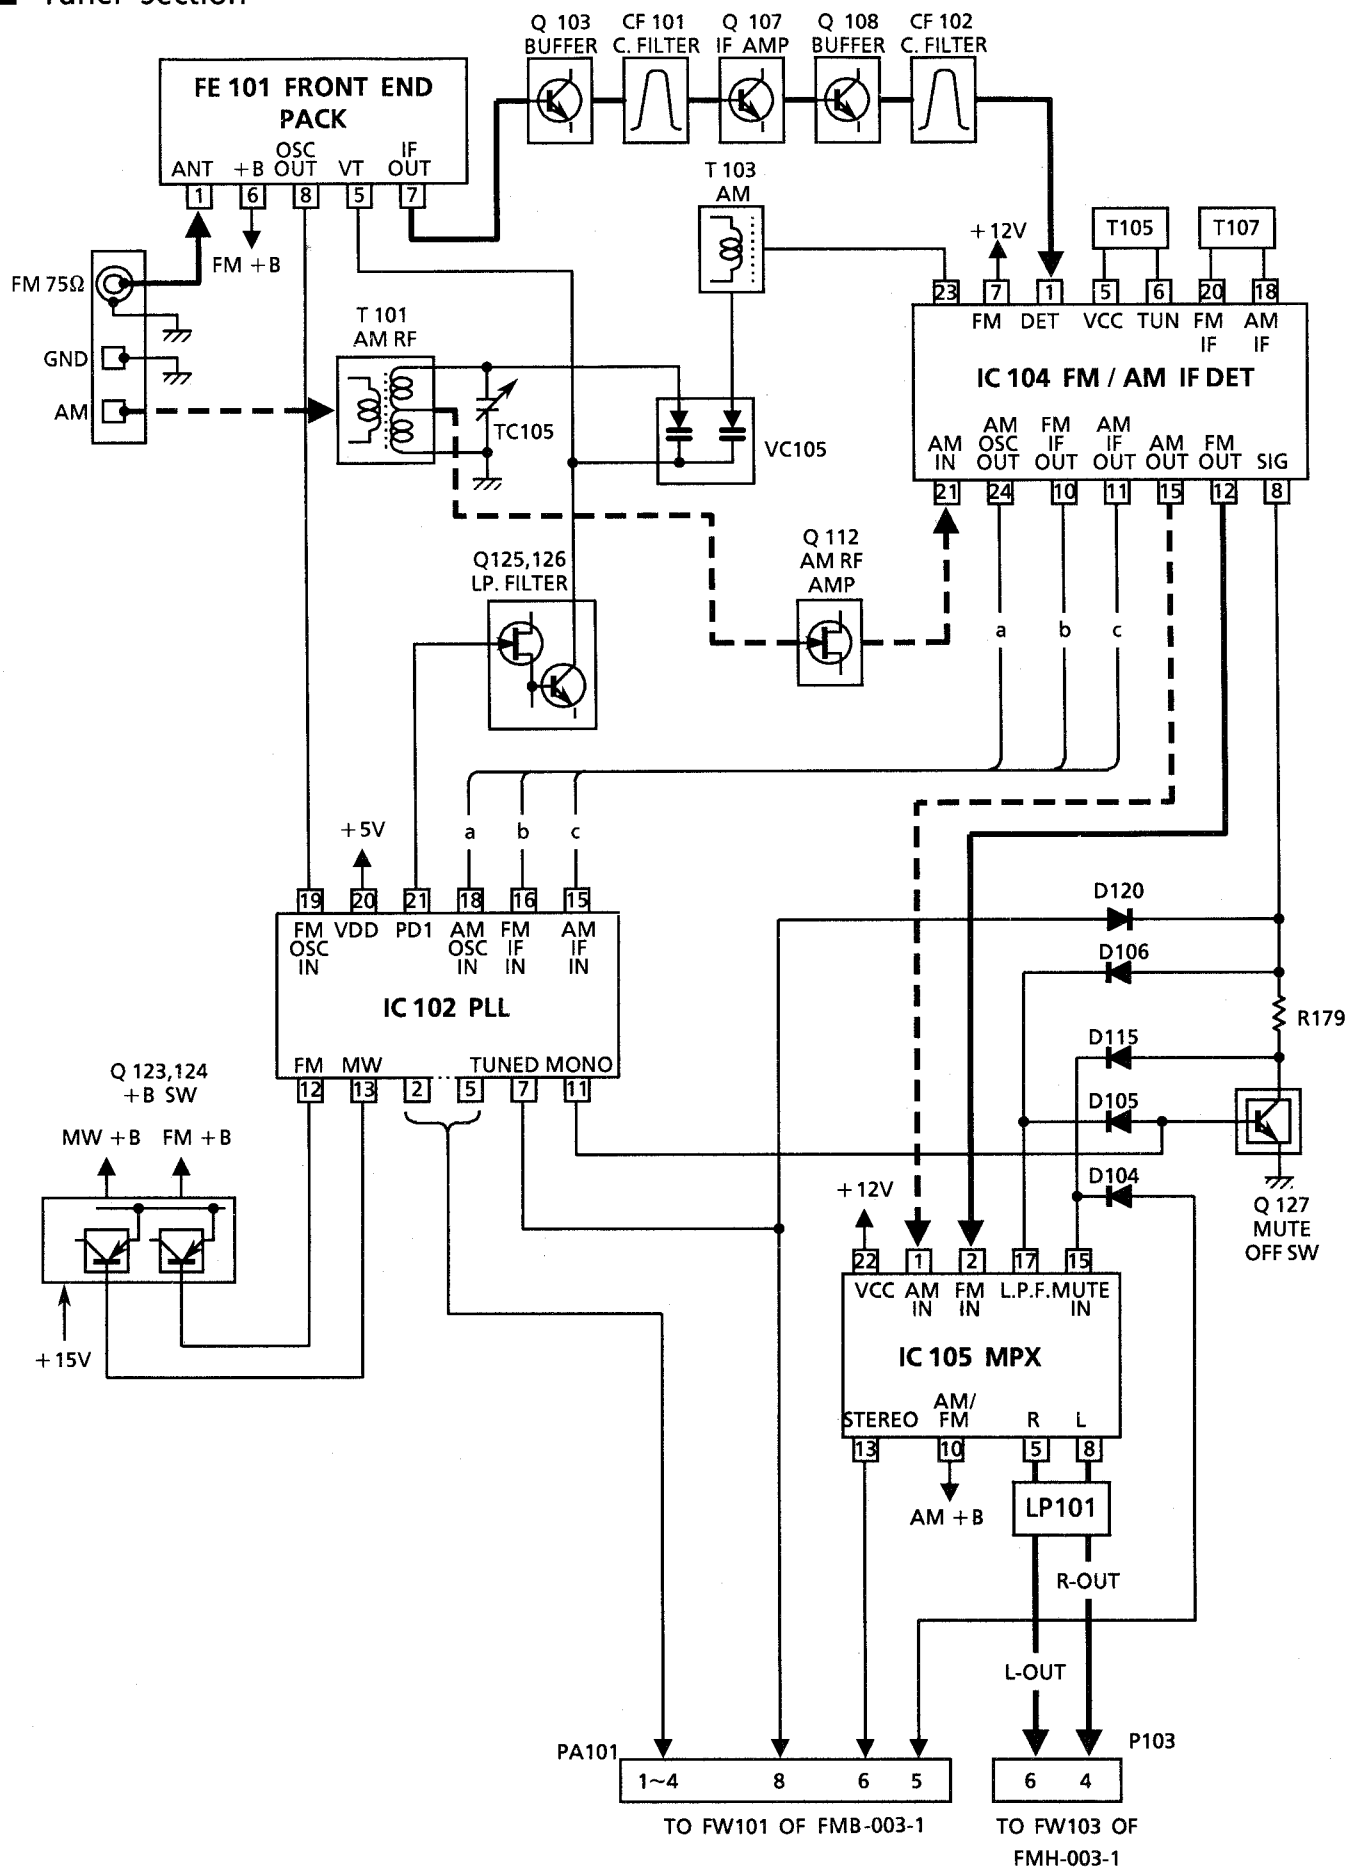 Tuner Section
Q 103
BUFFER
CF 101
C. FILTER
Q 107
IF AMP
Q 108
BUFFER
CF 102
C. FILTER
FE 101 FRONT END
PACK
ANT
+B
OSC
OUT
VT
IF
OUT
1
6
8
5
7
FM +B
FM 75Ω
GND
AM
T 101
AM RF
TC105
T 103
AM
VC105
+12V
T105
T107
23
7
1
5
6
20
18
FM
DET
VCC
TUN
FM
IF
AM
IF
IC 104 FM / AM IF DET
AM
IN
AM
OSC
OUT
FM
IF
OUT
AM
IF
OUT
AM
OUT
FM
OUT
SIG
21
24
10
11
15
12
8
Q125,126
LP. FILTER
Q 112
AM RF
AMP
a
b
c
+5V
a
b
c
19
20
21
18
16
15
FM
OSC
IN
VDD
PD1
AM
OSC
IN
FM
IF
IN
AM
IF
IN
IC 102 PLL
FM
MW
TUNED
MONO
12
13
2
..
5
7
11
D120
D106
R179
D115
D105
D104
Q 127
MUTE
OFF SW
Q 123,124
+B SW
MW +B
FM +B
+15V
+12V
22
1
2
17
15
VCC
AM
IN
FM
IN
L.P.F.
MUTE
IN
IC 105 MPX
STEREO
AM/
FM
R
L
13
10
5
8
AM +B
LP101
R-OUT
L-OUT
PA101
1~4
8
6
5
TO FW101 OF FMB-003-1
P103
6
4
TO FW103 OF
FMH-003-1